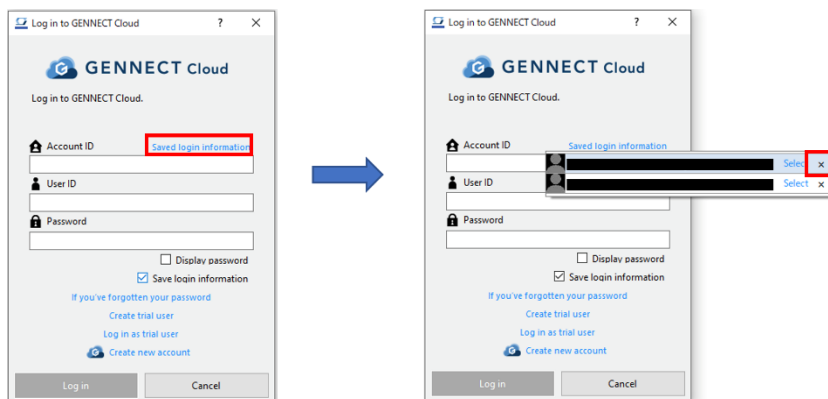 Log in to GENNECT Cloud ? ×
GENNECT Cloud
Log in to GENNECT Cloud.
Account ID Saved login information
User ID
Password
Display password
Save login information
If you've forgotten your password
Create trial user
Log in as trial user
Create new account
Log in Cancel
Log in to GENNECT Cloud ? ×
GENNECT Cloud
Log in to GENNECT Cloud.
Account ID Saved login information
Select ×
User ID Select ×
Password
Display password
Save login information
If you've forgotten your password
Create trial user
Log in as trial user
Create new account
Log in Cancel